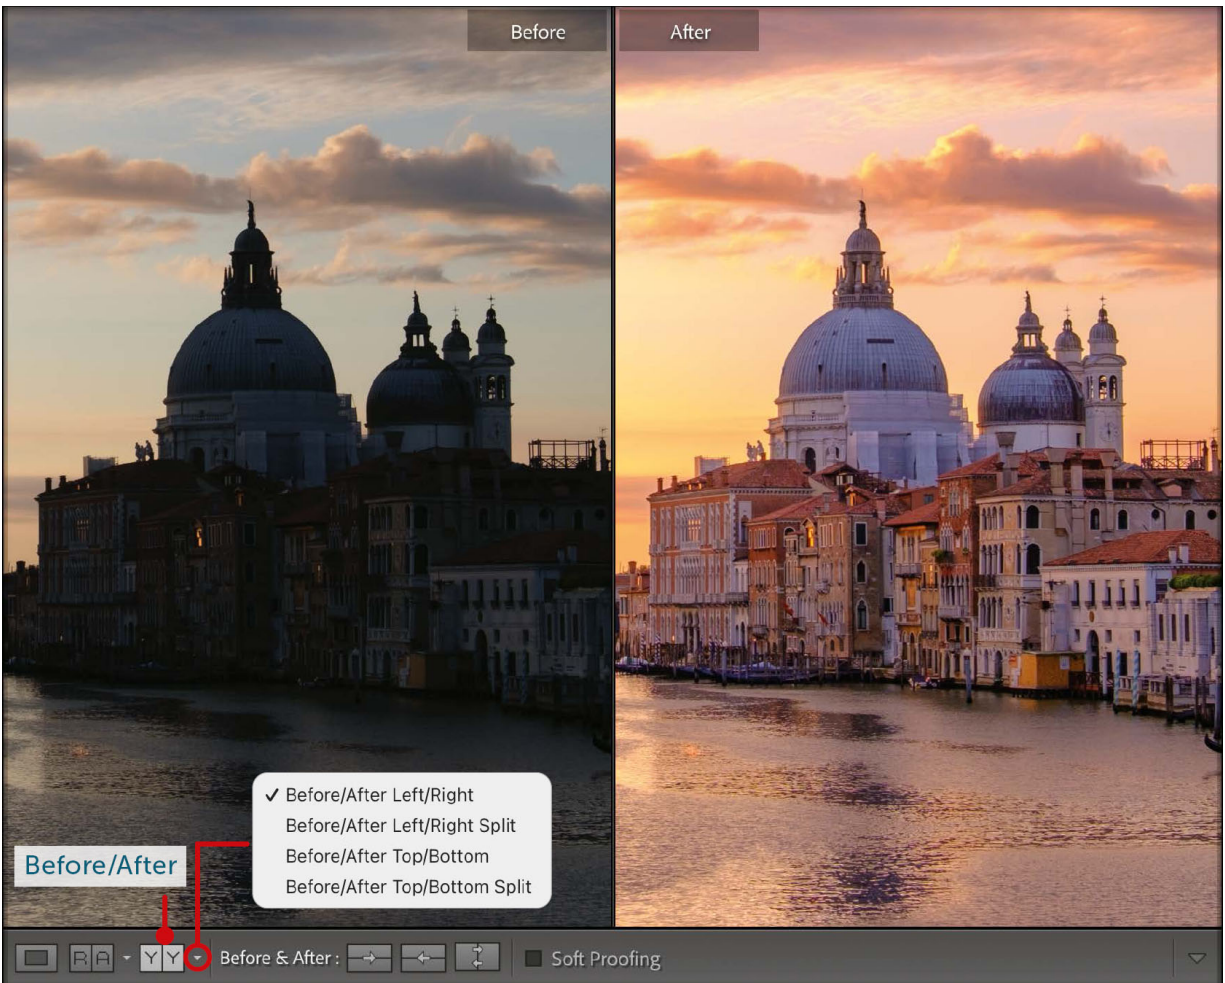 Before
After
✓ Before/After Left/Right
Before/After Left/Right Split
Before/After Top/Bottom
Before/After Top/Bottom Split
Before/After
R A
Y Y
Before & After :
Soft Proofing